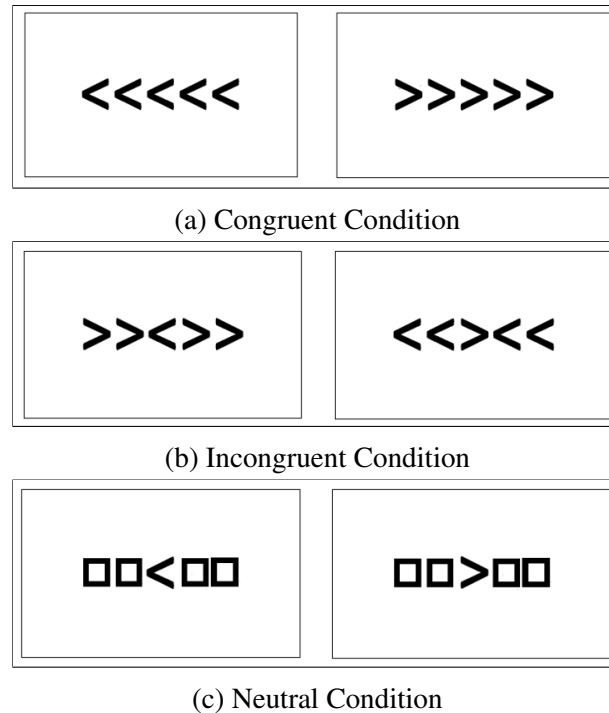 <<<<< >>>>>
(a) Congruent Condition
>><>> <<><<
(b) Incongruent Condition
□□<□□ □□>□□
(c) Neutral Condition